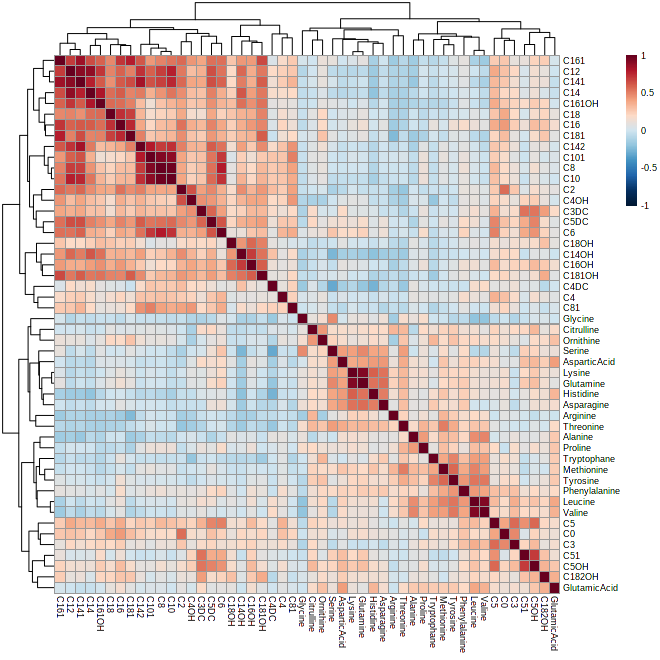 C161
C12
C141
C14
C161OH
C18
C16
C181
C142
C101
C8
C10
C2
C4OH
C3DC
C5DC
C6
C18OH
C14OH
C16OH
C181OH
C4DC
C4
C81
Glycine
Citrulline
Ornithine
Serine
AsparticAcid
Lysine
Glutamine
Histidine
Asparagine
Arginine
Threonine
Alanine
Proline
Tryptophane
Methionine
Tyrosine
Phenylalanine
Leucine
Valine
C5
C0
C3
C51
C5OH
C182OH
GlutamicAcid
1
0.5
0
-0.5
-1
C161
C12
C141
C14
C161OH
C18
C16
C181
C142
C101
C8
C10
C2
C4OH
C3DC
C5DC
C6
C18OH
C14OH
C16OH
C181OH
C4DC
C4
C81
Glycine
Citrulline
Ornithine
Serine
AsparticAcid
Lysine
Glutamine
Histidine
Asparagine
Arginine
Threonine
Alanine
Proline
Tryptophane
Methionine
Tyrosine
Phenylalanine
Leucine
Valine
C5
C0
C3
C51
C5OH
C182OH
GlutamicAcid